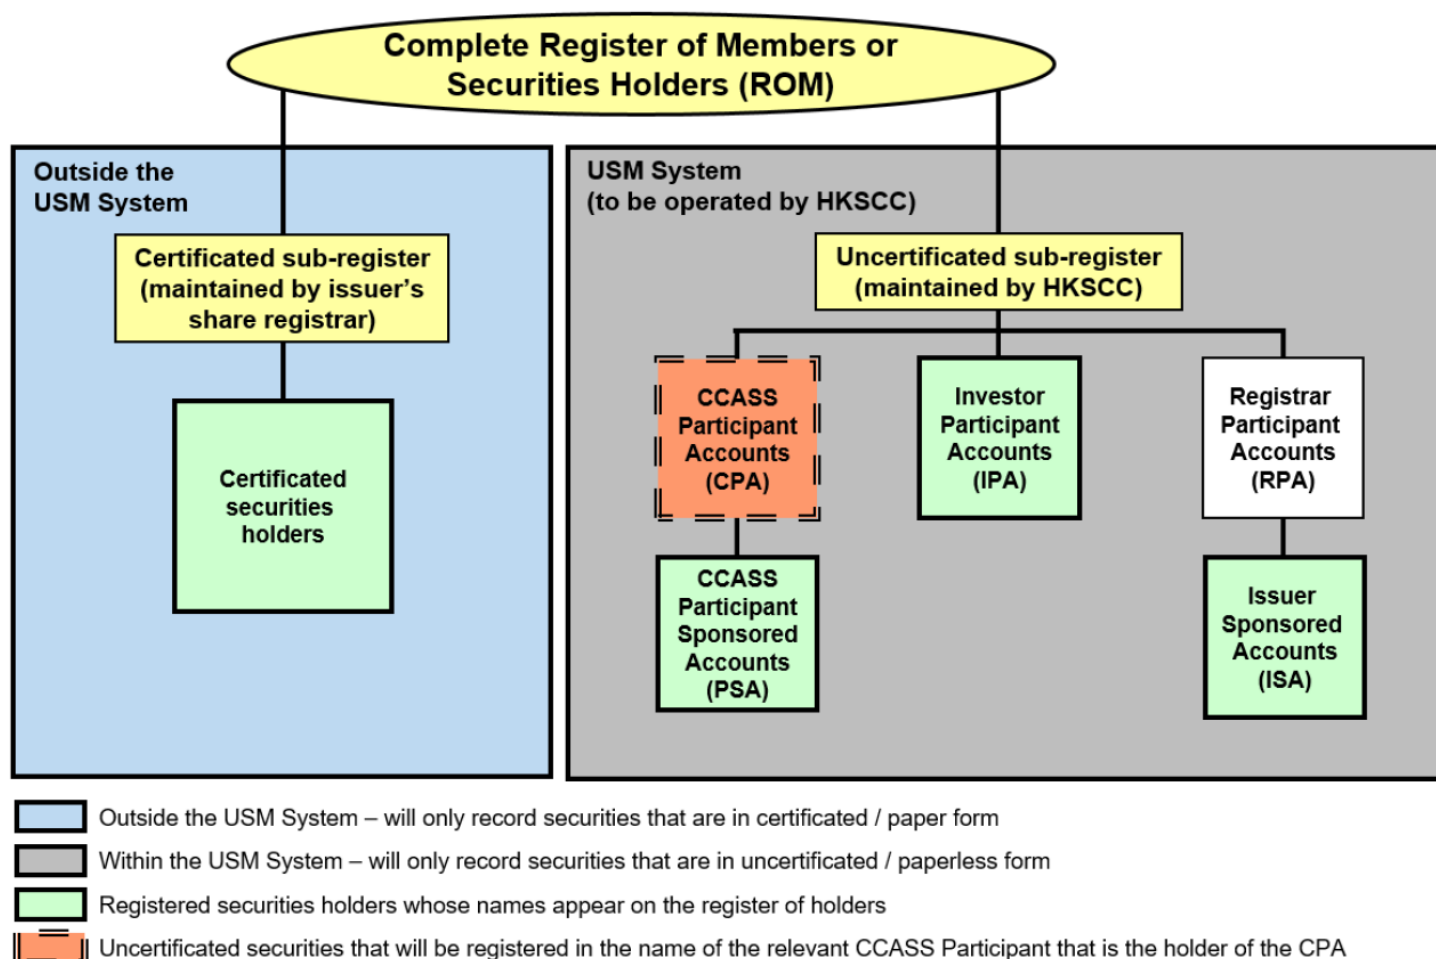 Complete Register of Members or
Securities Holders (ROM)
Outside the
USM System
USM System
(to be operated by HKSCC)
Certificated sub-register
(maintained by issuer’s
share registrar)
Uncertificated sub-register
(maintained by HKSCC)
Certificated
securities
holders
CCASS
Participant
Accounts
(CPA)
Investor
Participant
Accounts
(IPA)
Registrar
Participant
Accounts
(RPA)
CCASS
Participant
Sponsored
Accounts
(PSA)
Issuer
Sponsored
Accounts
(ISA)
Outside the USM System – will only record securities that are in certificated / paper form
Within the USM System – will only record securities that are in uncertificated / paperless form
Registered securities holders whose names appear on the register of holders
Uncertificated securities that will be registered in the name of the relevant CCASS Participant that is the holder of the CPA